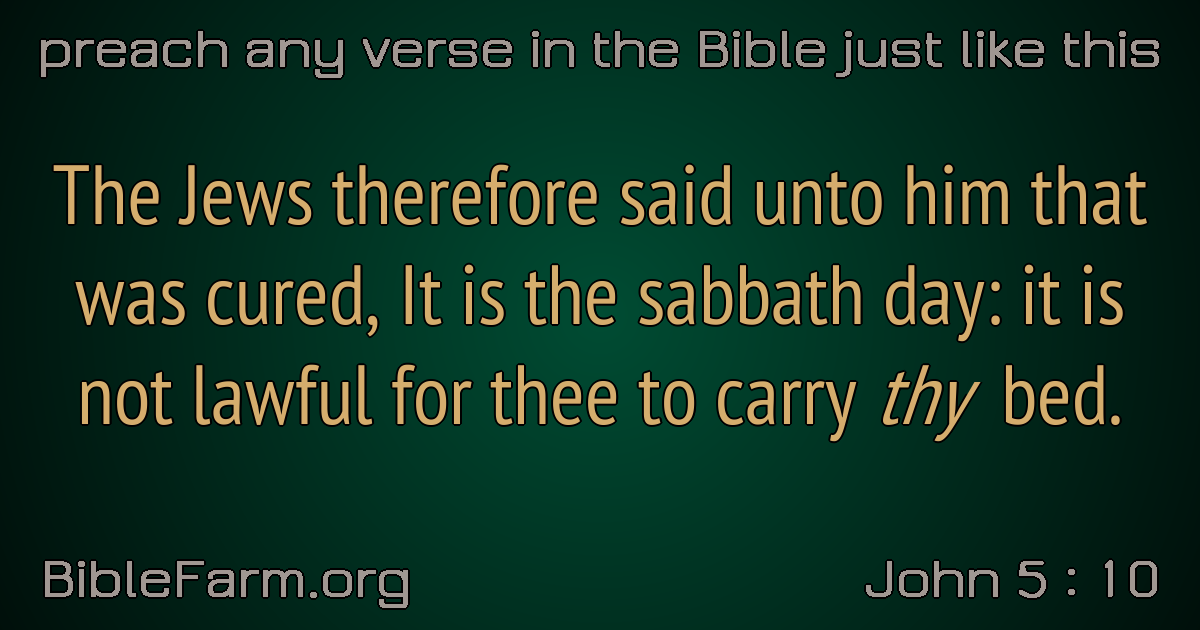 preach any verse in the Bible just like this
The Jews therefore said unto him that
was cured, It is the sabbath day: it is
not lawful for thee to carry thy bed.
BibleFarm.org
John 5 : 10